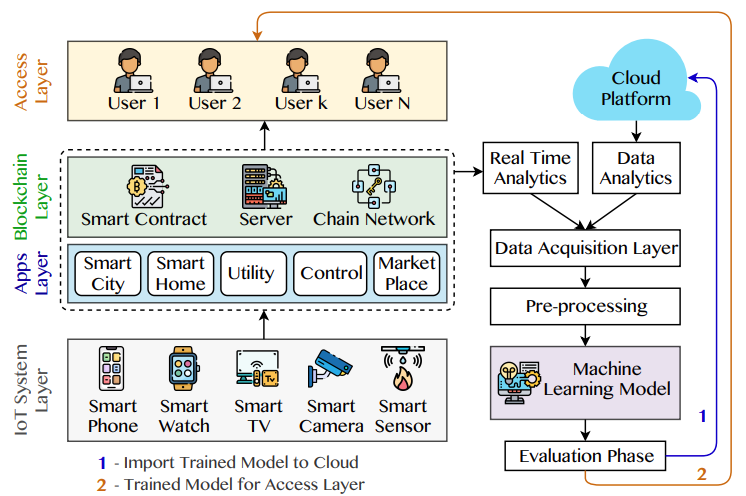 Access
Layer
User 1
User 2
User k
User N
Cloud
Platform
Blockchain
Layer
Smart Contract
Server
Chain Network
Real Time
Analytics
Data
Analytics
Apps
Layer
Smart
City
Smart
Home
Utility
Control
Market
Place
Data Acquisition Layer
Pre-processing
IoT System
Layer
Smart
Phone
Smart
Watch
Tv
Smart
TV
Smart
Camera
Smart
Sensor
Machine
Learning Model
1
Evaluation Phase
2
1 - Import Trained Model to Cloud
2 - Trained Model for Access Layer